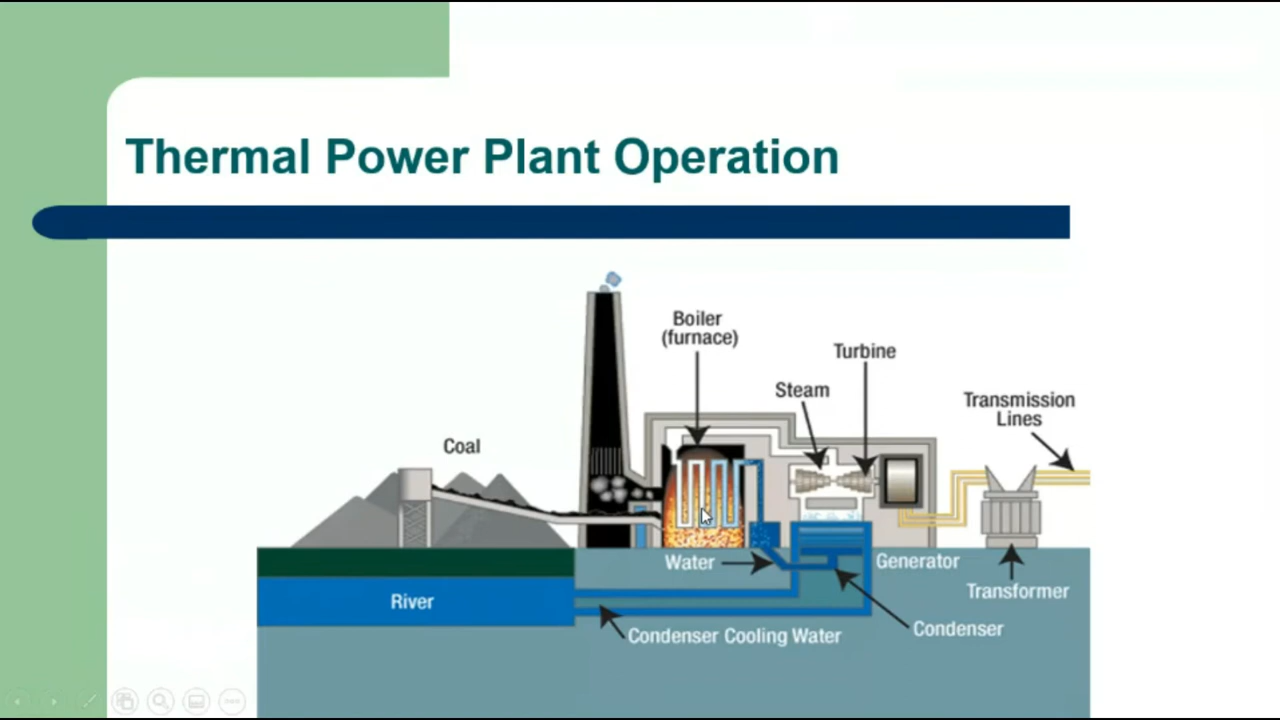 Thermal Power Plant Operation
Boiler
(furnace)
Turbine
Steam
Transmission
Lines
Coal
Water
Generator
Transformer
River
Condenser
Condenser Cooling Water